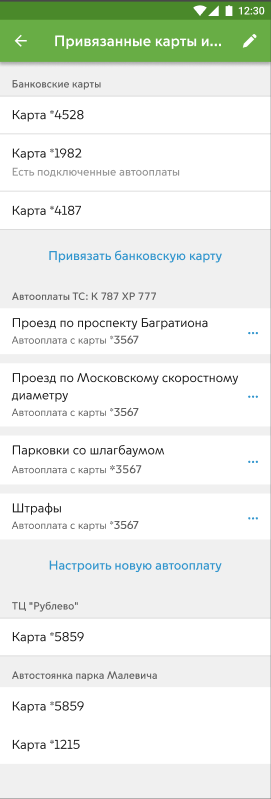 12:30
Привязанные карты и...
Банковские карты
Карта *4528
Карта *1982
Есть подключенные автооплаты
Карта *4187
Привязать банковскую карту
Автооплаты ТС: К 787 ХР 777
Проезд по проспекту Багратиона
Автооплата с карты *3567
Проезд по Московскому скоростному
диаметру
Автооплата с карты *3567
Парковки со шлагбаумом
Автооплата с карты *3567
Штрафы
Автооплата с карты *3567
Настроить новую автооплату
ТЦ "Рублево"
Карта *5859
Автостоянка парка Малевича
Карта *5859
Карта *1215